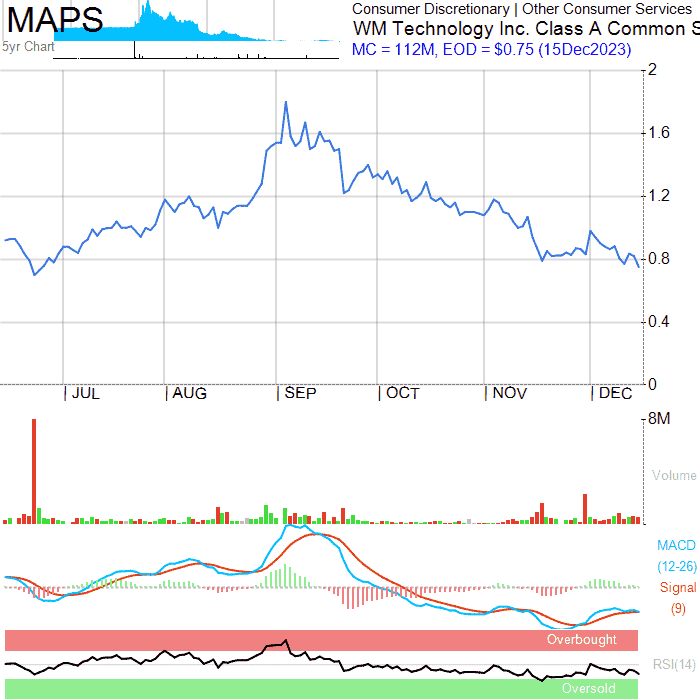 MAPS
Consumer Discretionary | Other Consumer Services
WM Technology Inc. Class A Common S
MC = 112M, EOD = $0.75 (15Dec2023)
5yr Chart
2
1.6
1.2
0.8
0.4
0
JUL AUG SEP OCT NOV DEC
8M
Volume
MACD
(12-26)
Signal
(9)
Overbought
RSI(14)
Oversold